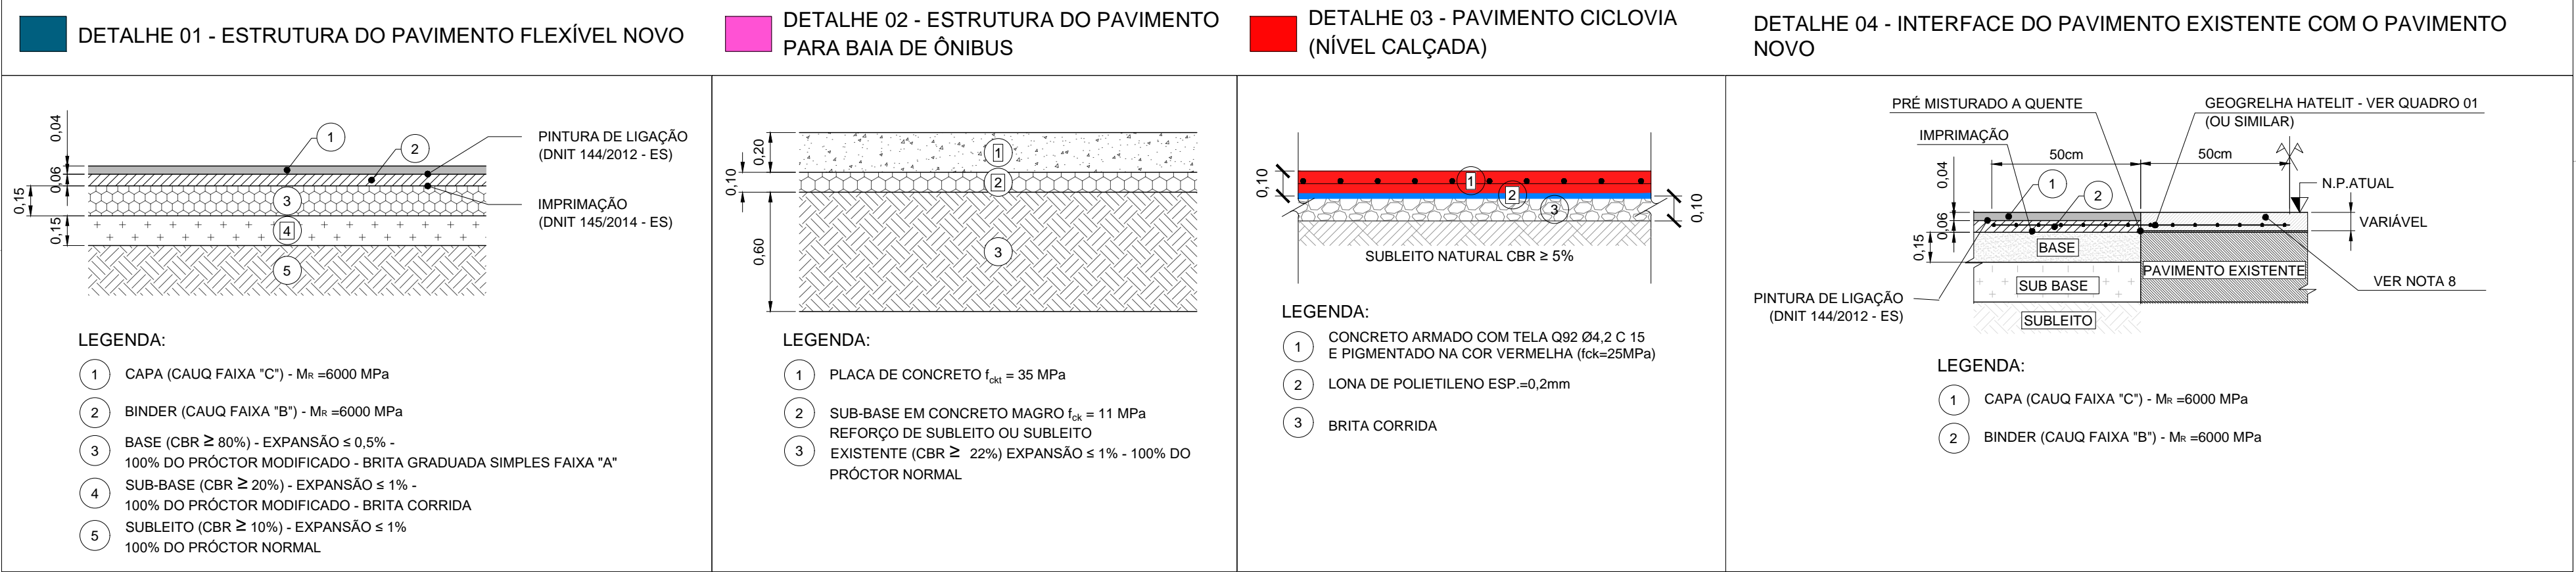 DETALHE 01 - ESTRUTURA DO PAVIMENTO FLEXÍVEL NOVO
0,04
0,06
0,15
0,15
1
2
3
4
5
PINTURA DE LIGAÇÃO
(DNIT 144/2012 - ES)
IMPRIMAÇÃO
(DNIT 145/2014 - ES)
LEGENDA:
1 CAPA (CAUQ FAIXA "C") - MR =6000 MPa
2 BINDER (CAUQ FAIXA "B") - MR =6000 MPa
3 BASE (CBR ≥ 80%) - EXPANSÃO ≤ 0,5% -
100% DO PRÓCTOR MODIFICADO - BRITA GRADUADA SIMPLES FAIXA "A"
4 SUB-BASE (CBR ≥ 20%) - EXPANSÃO ≤ 1% -
100% DO PRÓCTOR MODIFICADO - BRITA CORRIDA
5 SUBLEITO (CBR ≥ 10%) - EXPANSÃO ≤ 1%
100% DO PRÓCTOR NORMAL
DETALHE 02 - ESTRUTURA DO PAVIMENTO
PARA BAIA DE ÔNIBUS
0,20
0,10
0,60
1
2
3
LEGENDA:
1 PLACA DE CONCRETO fckt = 35 MPa
2 SUB-BASE EM CONCRETO MAGRO fck = 11 MPa
REFORÇO DE SUBLEITO OU SUBLEITO
3 EXISTENTE (CBR ≥ 22%) EXPANSÃO ≤ 1% - 100% DO
PRÓCTOR NORMAL
DETALHE 03 - PAVIMENTO CICLOVIA
(NÍVEL CALÇADA)
0,10
1
2
3
0,10
SUBLEITO NATURAL CBR ≥ 5%
LEGENDA:
1 CONCRETO ARMADO COM TELA Q92 Ø4,2 C 15
E PIGMENTADO NA COR VERMELHA (fck=25MPa)
2 LONA DE POLIETILENO ESP.=0,2mm
3 BRITA CORRIDA
DETALHE 04 - INTERFACE DO PAVIMENTO EXISTENTE COM O PAVIMENTO
NOVO
PRÉ MISTURADO A QUENTE
GEOGRELHA HATELIT - VER QUADRO 01
(OU SIMILAR)
IMPRIMAÇÃO
50cm
50cm
0,04
0,06
0,15
1
2
N.P.ATUAL
VARIÁVEL
BASE
PAVIMENTO EXISTENTE
SUB BASE
VER NOTA 8
PINTURA DE LIGAÇÃO
(DNIT 144/2012 - ES)
SUBLEITO
LEGENDA:
1 CAPA (CAUQ FAIXA "C") - MR =6000 MPa
2 BINDER (CAUQ FAIXA "B") - MR =6000 MPa